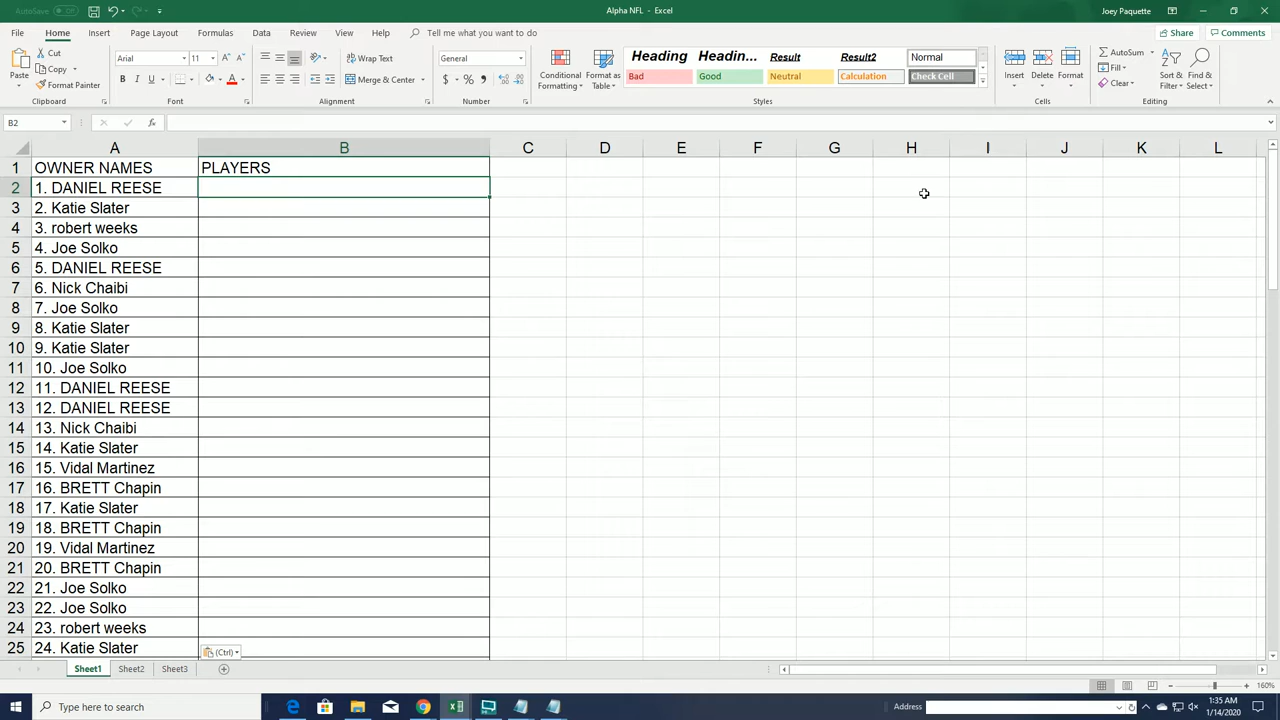 AutoSave Off
Alpha NFL - Excel
Joey Paquette
File Home Insert Page Layout Formulas Data Review View Help Tell me what you want to do
Share Comments
Paste
Cut
Copy
Format Painter
Clipboard
Arial 11
B I U
Font
Wrap Text
Merge & Center
Alignment
General
$ %
Number
Conditional Formatting
Format as Table
Heading Headin... Result Result2 Normal
Bad Good Neutral Calculation Check Cell
Styles
Insert Delete Format
Cells
AutoSum
Fill
Clear
Sort & Filter
Find & Select
Editing
B2 fx
A B C D E F G H I J K L
1 OWNER NAMES PLAYERS
2 1. DANIEL REESE
3 2. Katie Slater
4 3. robert weeks
5 4. Joe Solko
6 5. DANIEL REESE
7 6. Nick Chaibi
8 7. Joe Solko
9 8. Katie Slater
10 9. Katie Slater
11 10. Joe Solko
12 11. DANIEL REESE
13 12. DANIEL REESE
14 13. Nick Chaibi
15 14. Katie Slater
16 15. Vidal Martinez
17 16. BRETT Chapin
18 17. Katie Slater
19 18. BRETT Chapin
20 19. Vidal Martinez
21 20. BRETT Chapin
22 21. Joe Solko
23 22. Joe Solko
24 23. robert weeks
25 24. Katie Slater
(Ctrl)
Sheet1 Sheet2 Sheet3
160%
Type here to search
Address
1:35 AM
1/14/2020